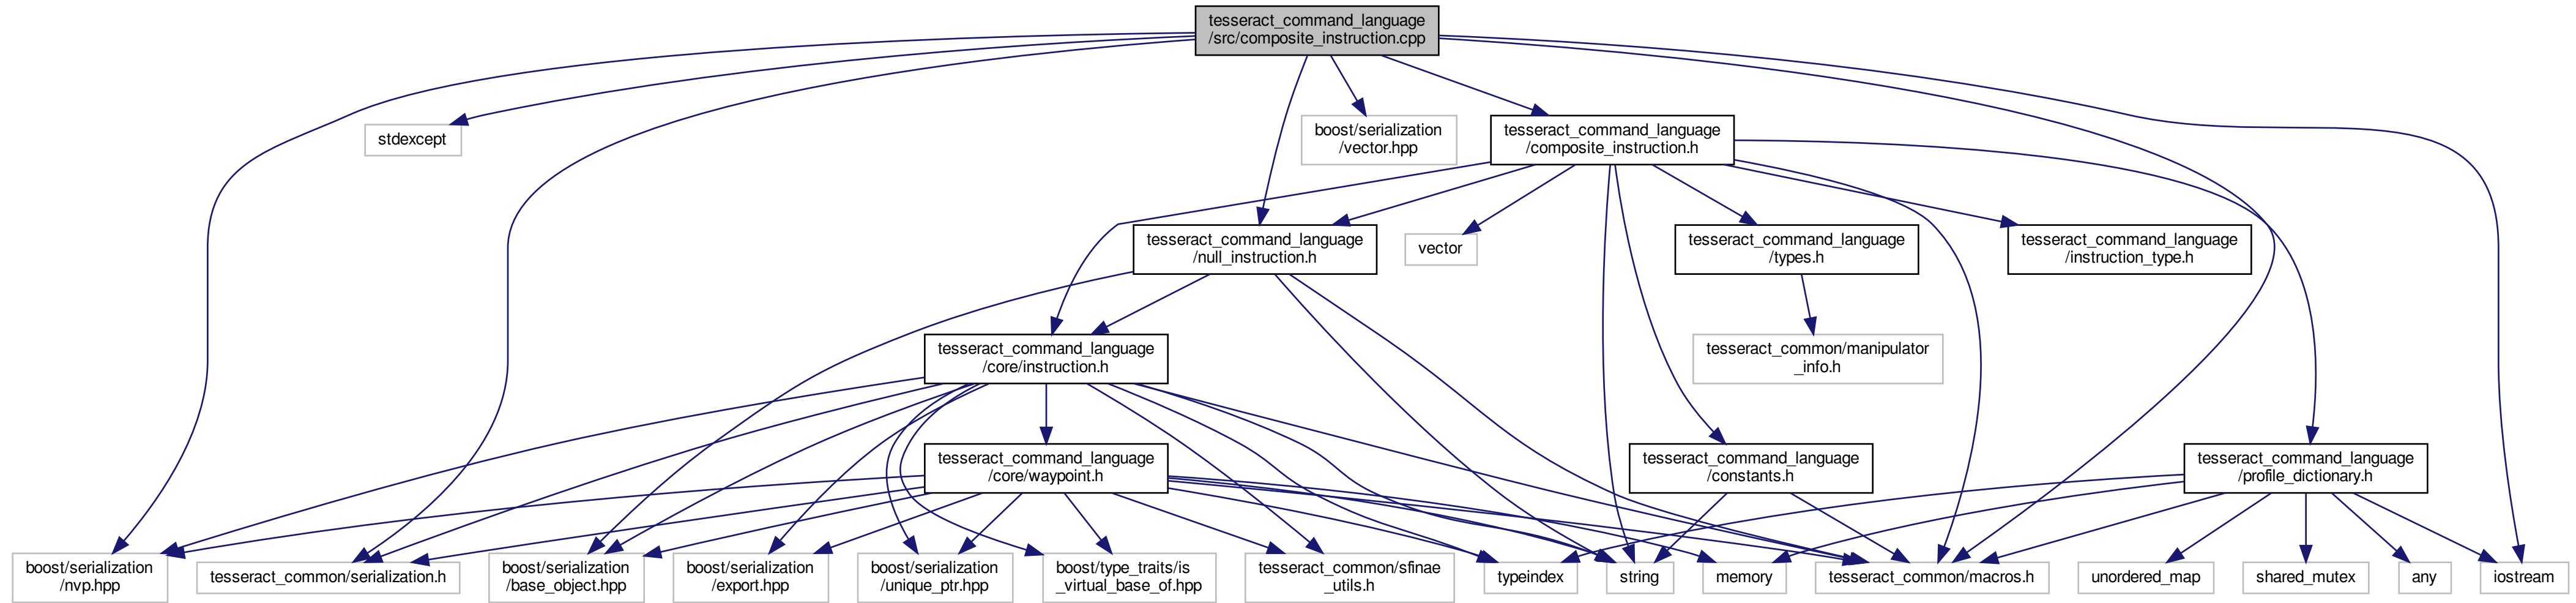 tesseract_command_language
/src/composite_instruction.cpp
stdexcept
boost/serialization
/vector.hpp
tesseract_command_language
/composite_instruction.h
tesseract_command_language
/null_instruction.h
vector
tesseract_command_language
/types.h
tesseract_command_language
/instruction_type.h
tesseract_command_language
/core/instruction.h
tesseract_common/manipulator
_info.h
tesseract_command_language
/core/waypoint.h
tesseract_command_language
/constants.h
tesseract_command_language
/profile_dictionary.h
boost/serialization
/nvp.hpp
tesseract_common/serialization.h
boost/serialization
/base_object.hpp
boost/serialization
/export.hpp
boost/serialization
/unique_ptr.hpp
boost/type_traits/is
_virtual_base_of.hpp
tesseract_common/sfinae
_utils.h
typeindex
string
memory
tesseract_common/macros.h
unordered_map
shared_mutex
any
iostream